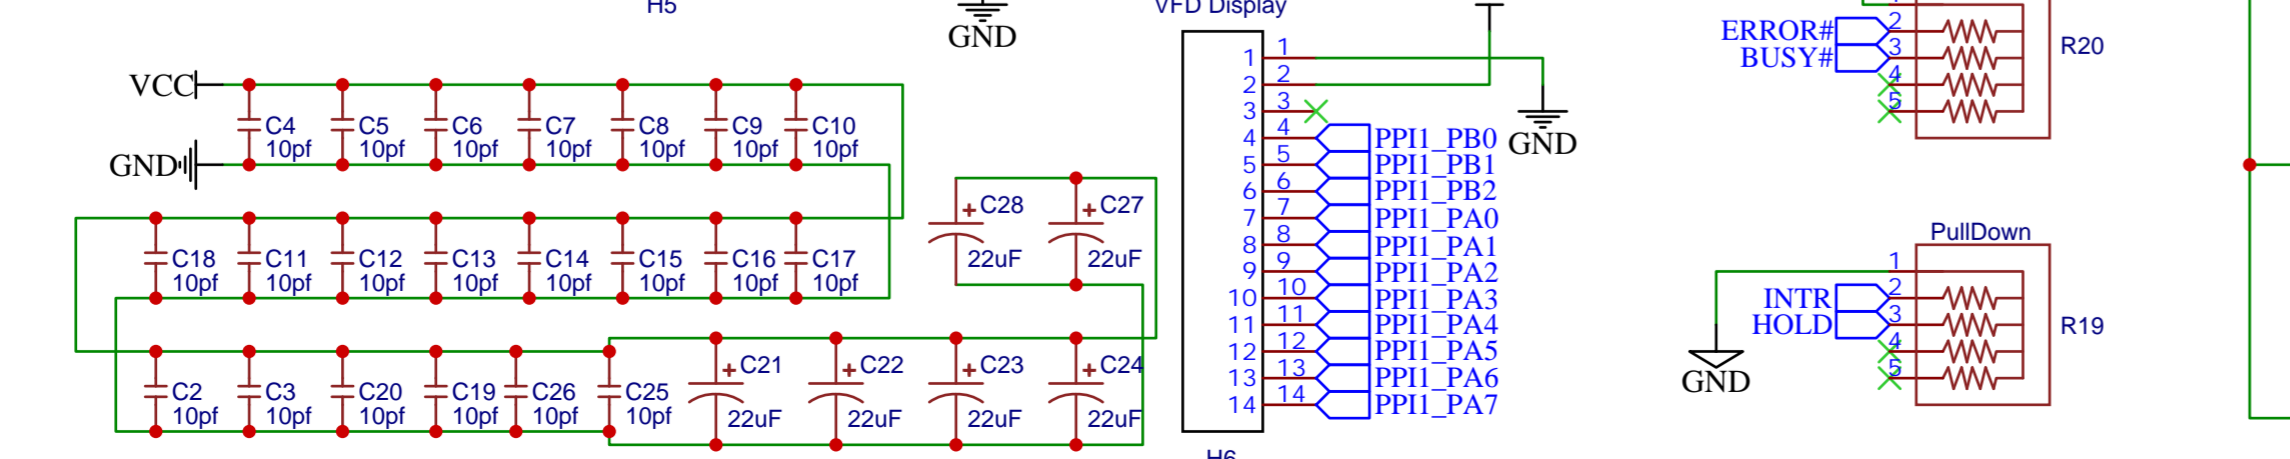 H5
GND
VFD Display
VCC
C4 C5 C6 C7 C8 C9 C10
10pf 10pf 10pf 10pf 10pf 10pf 10pf
GND
C18 C11 C12 C13 C14 C15 C16 C17
10pf 10pf 10pf 10pf 10pf 10pf 10pf 10pf
C2 C3 C20 C19 C26 C25
10pf 10pf 10pf 10pf 10pf 10pf
+ C28 + C27
22uF 22uF
+ C21 + C22 + C23 + C24
22uF 22uF 22uF 22uF
1 1
2 2
3 3
4 4 PPI1_PB0
5 5 PPI1_PB1
6 6 PPI1_PB2
7 7 PPI1_PA0
8 8 PPI1_PA1
9 9 PPI1_PA2
10 10 PPI1_PA3
11 11 PPI1_PA4
12 12 PPI1_PA5
13 13 PPI1_PA6
14 14 PPI1_PA7
H6
GND
ERROR# 2
BUSY# 3
4
5
R20
PullDown
1
INTR 2
HOLD 3
4
5
R19
GND